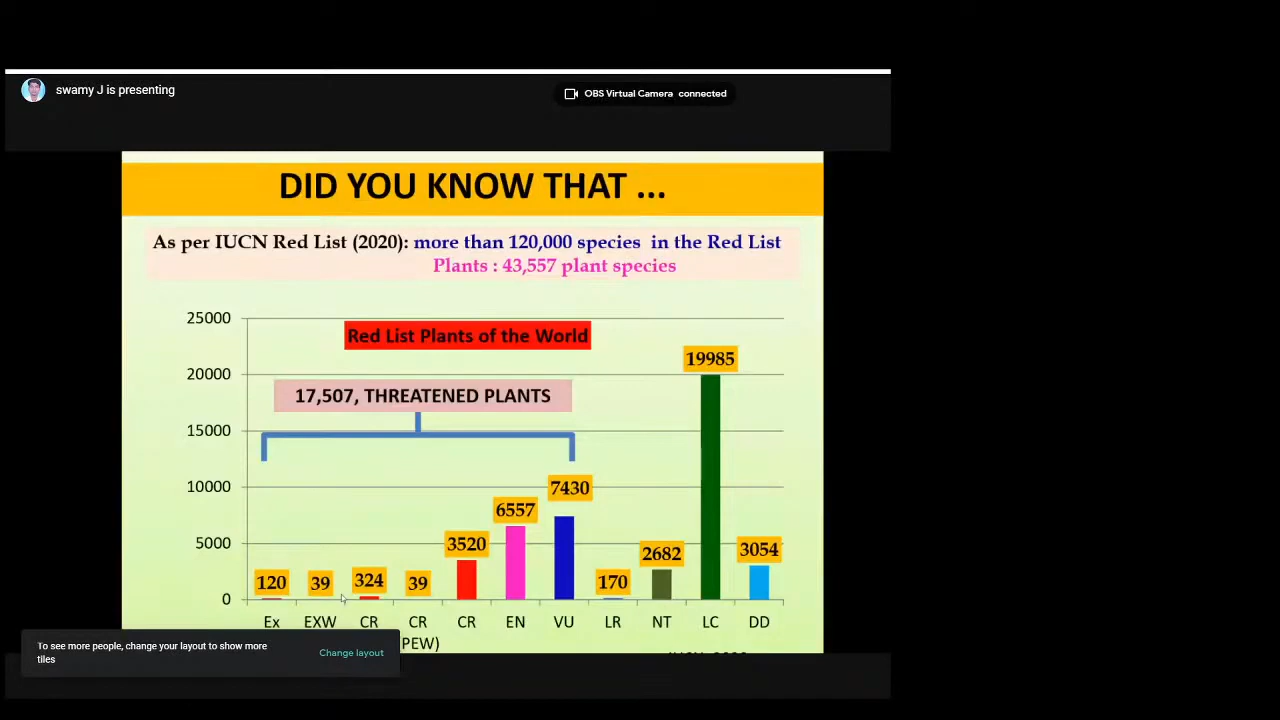 swamy J is presenting
OBS Virtual Camera connected
DID YOU KNOW THAT ...
As per IUCN Red List (2020): more than 120,000 species in the Red List
Plants : 43,557 plant species
25000
Red List Plants of the World
20000
19985
17,507, THREATENED PLANTS
15000
10000
7430
6557
5000
3520
2682
3054
120
39
324
39
170
0
Ex EXW CR CR CR EN VU LR NT LC DD
PEW)
To see more people, change your layout to show more
tiles
Change layout